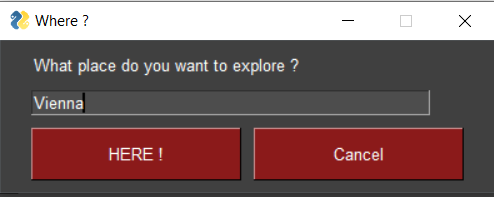 Where ?
What place do you want to explore ?
Vienna
HERE !
Cancel